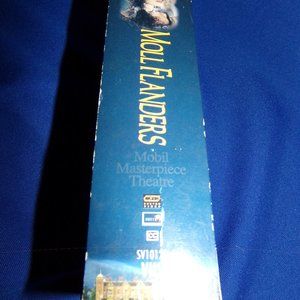 MOLL FLANDERS
Mobil
Masterpiece
Theatre